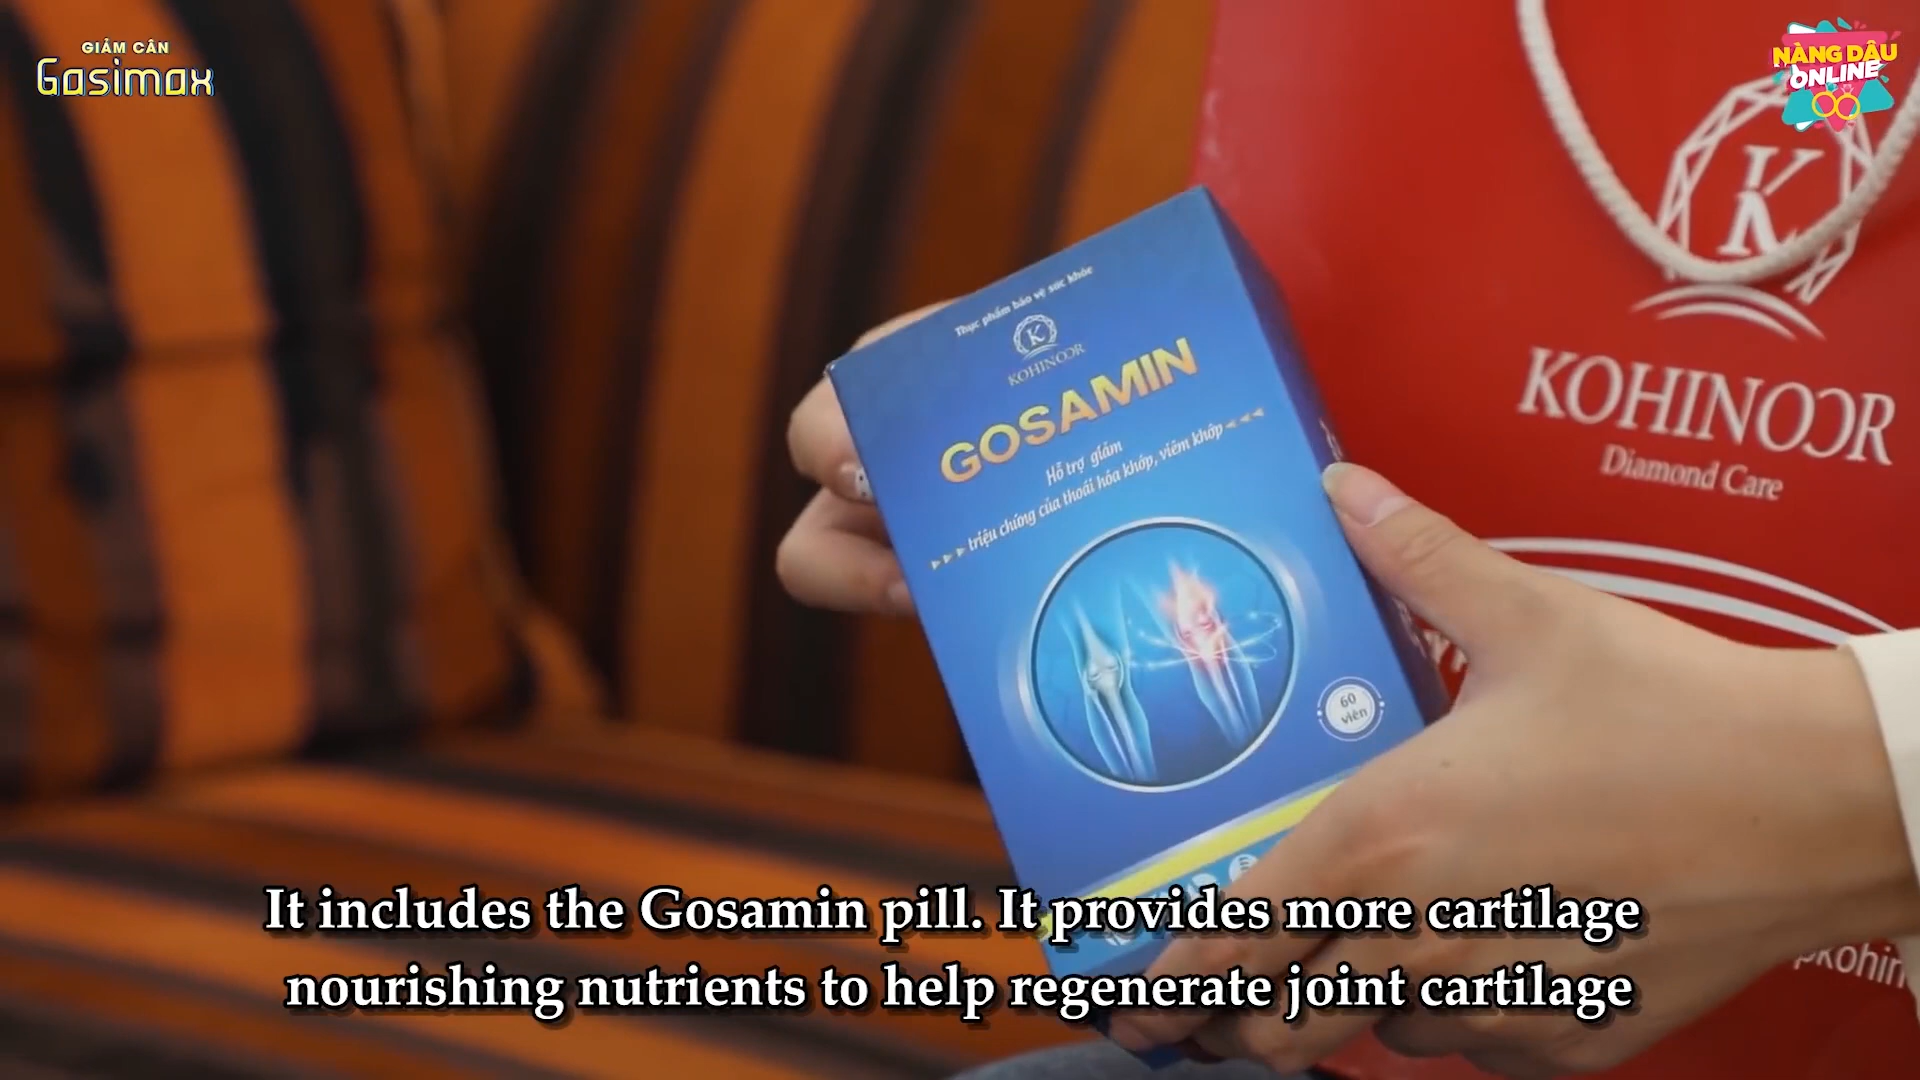 GIẢM CÂN
Gasimax
NÀNG DÂU
ONLINE
K
KOHINOOR
Diamond Care
Thực phẩm bảo vệ sức khỏe
K
KOHINOOR
GOSAMIN
Hỗ trợ giảm
triệu chứng của thoái hóa khớp, viêm khớp
60
viên
It includes the Gosamin pill. It provides more cartilage
nourishing nutrients to help regenerate joint cartilage